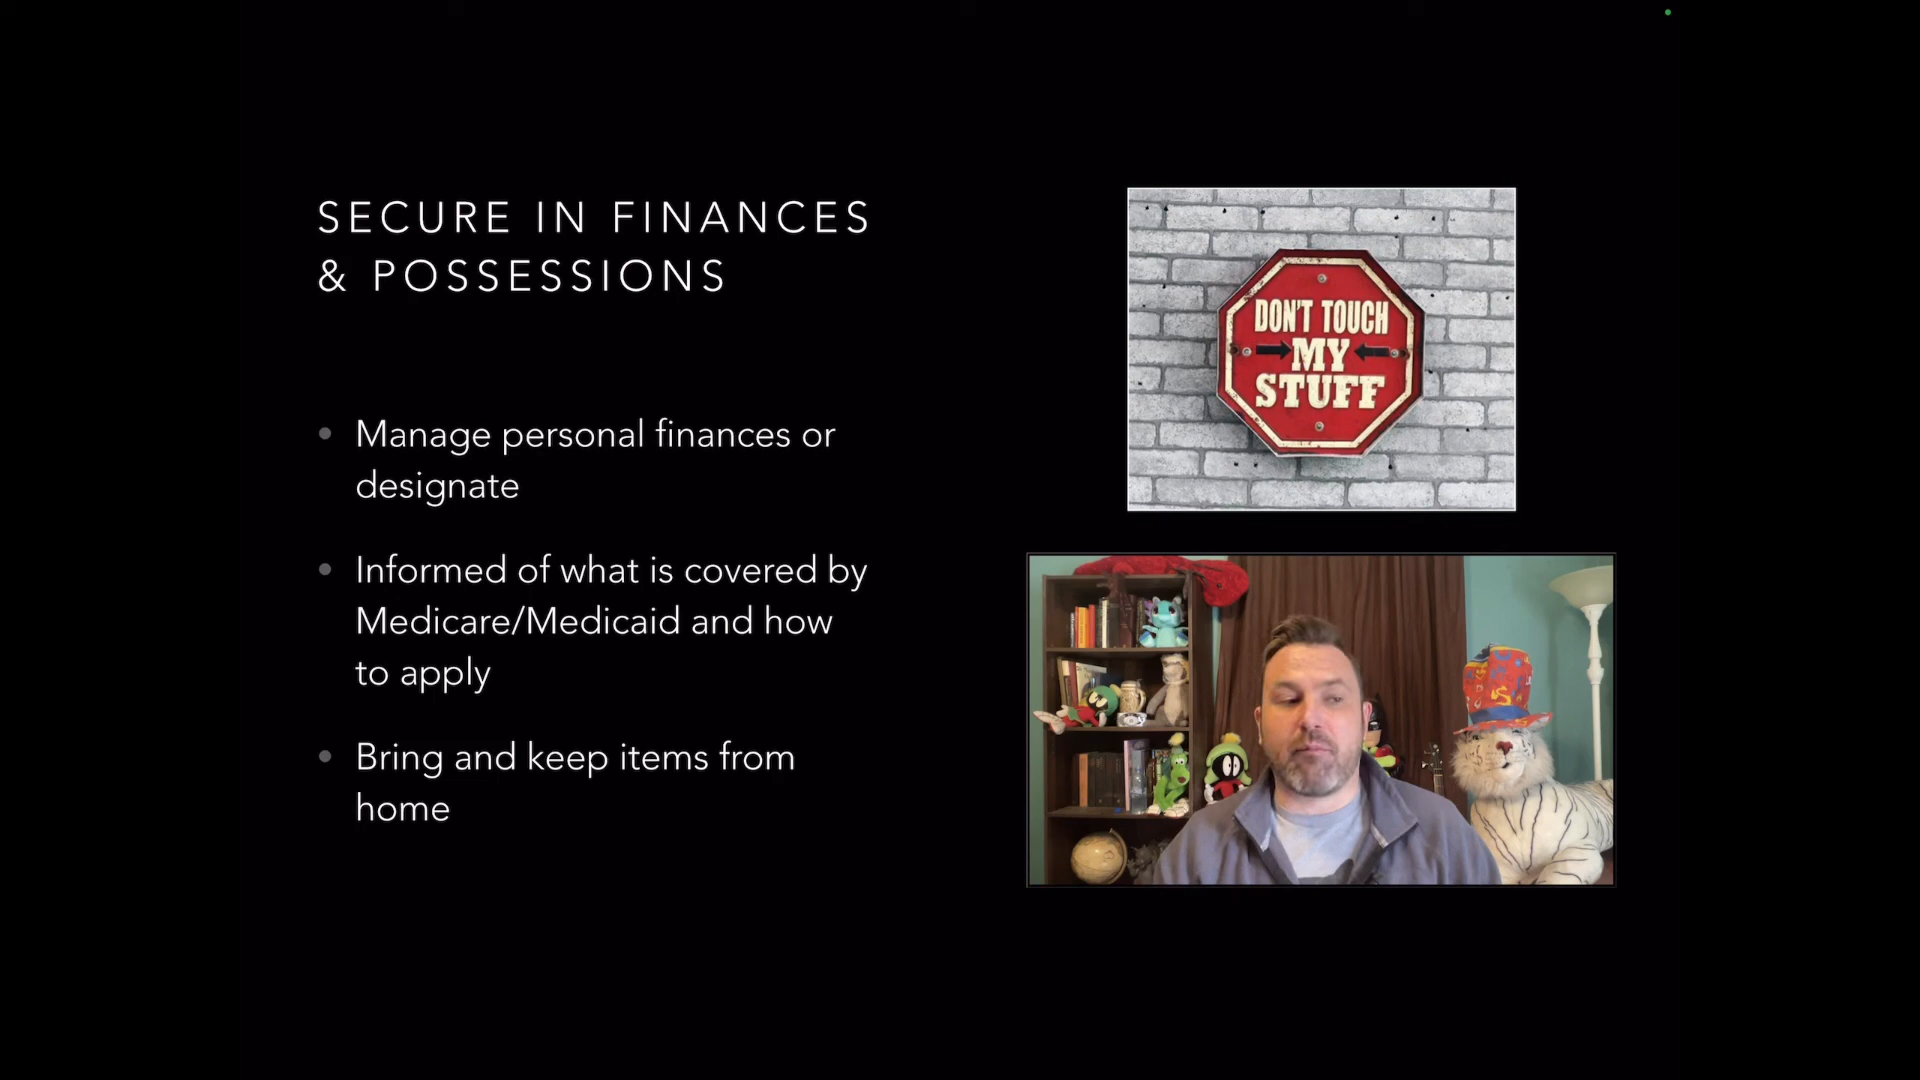 SECURE IN FINANCES
& POSSESSIONS
• Manage personal finances or
designate
• Informed of what is covered by
Medicare/Medicaid and how
to apply
• Bring and keep items from
home
DON'T TOUCH
MY
STUFF